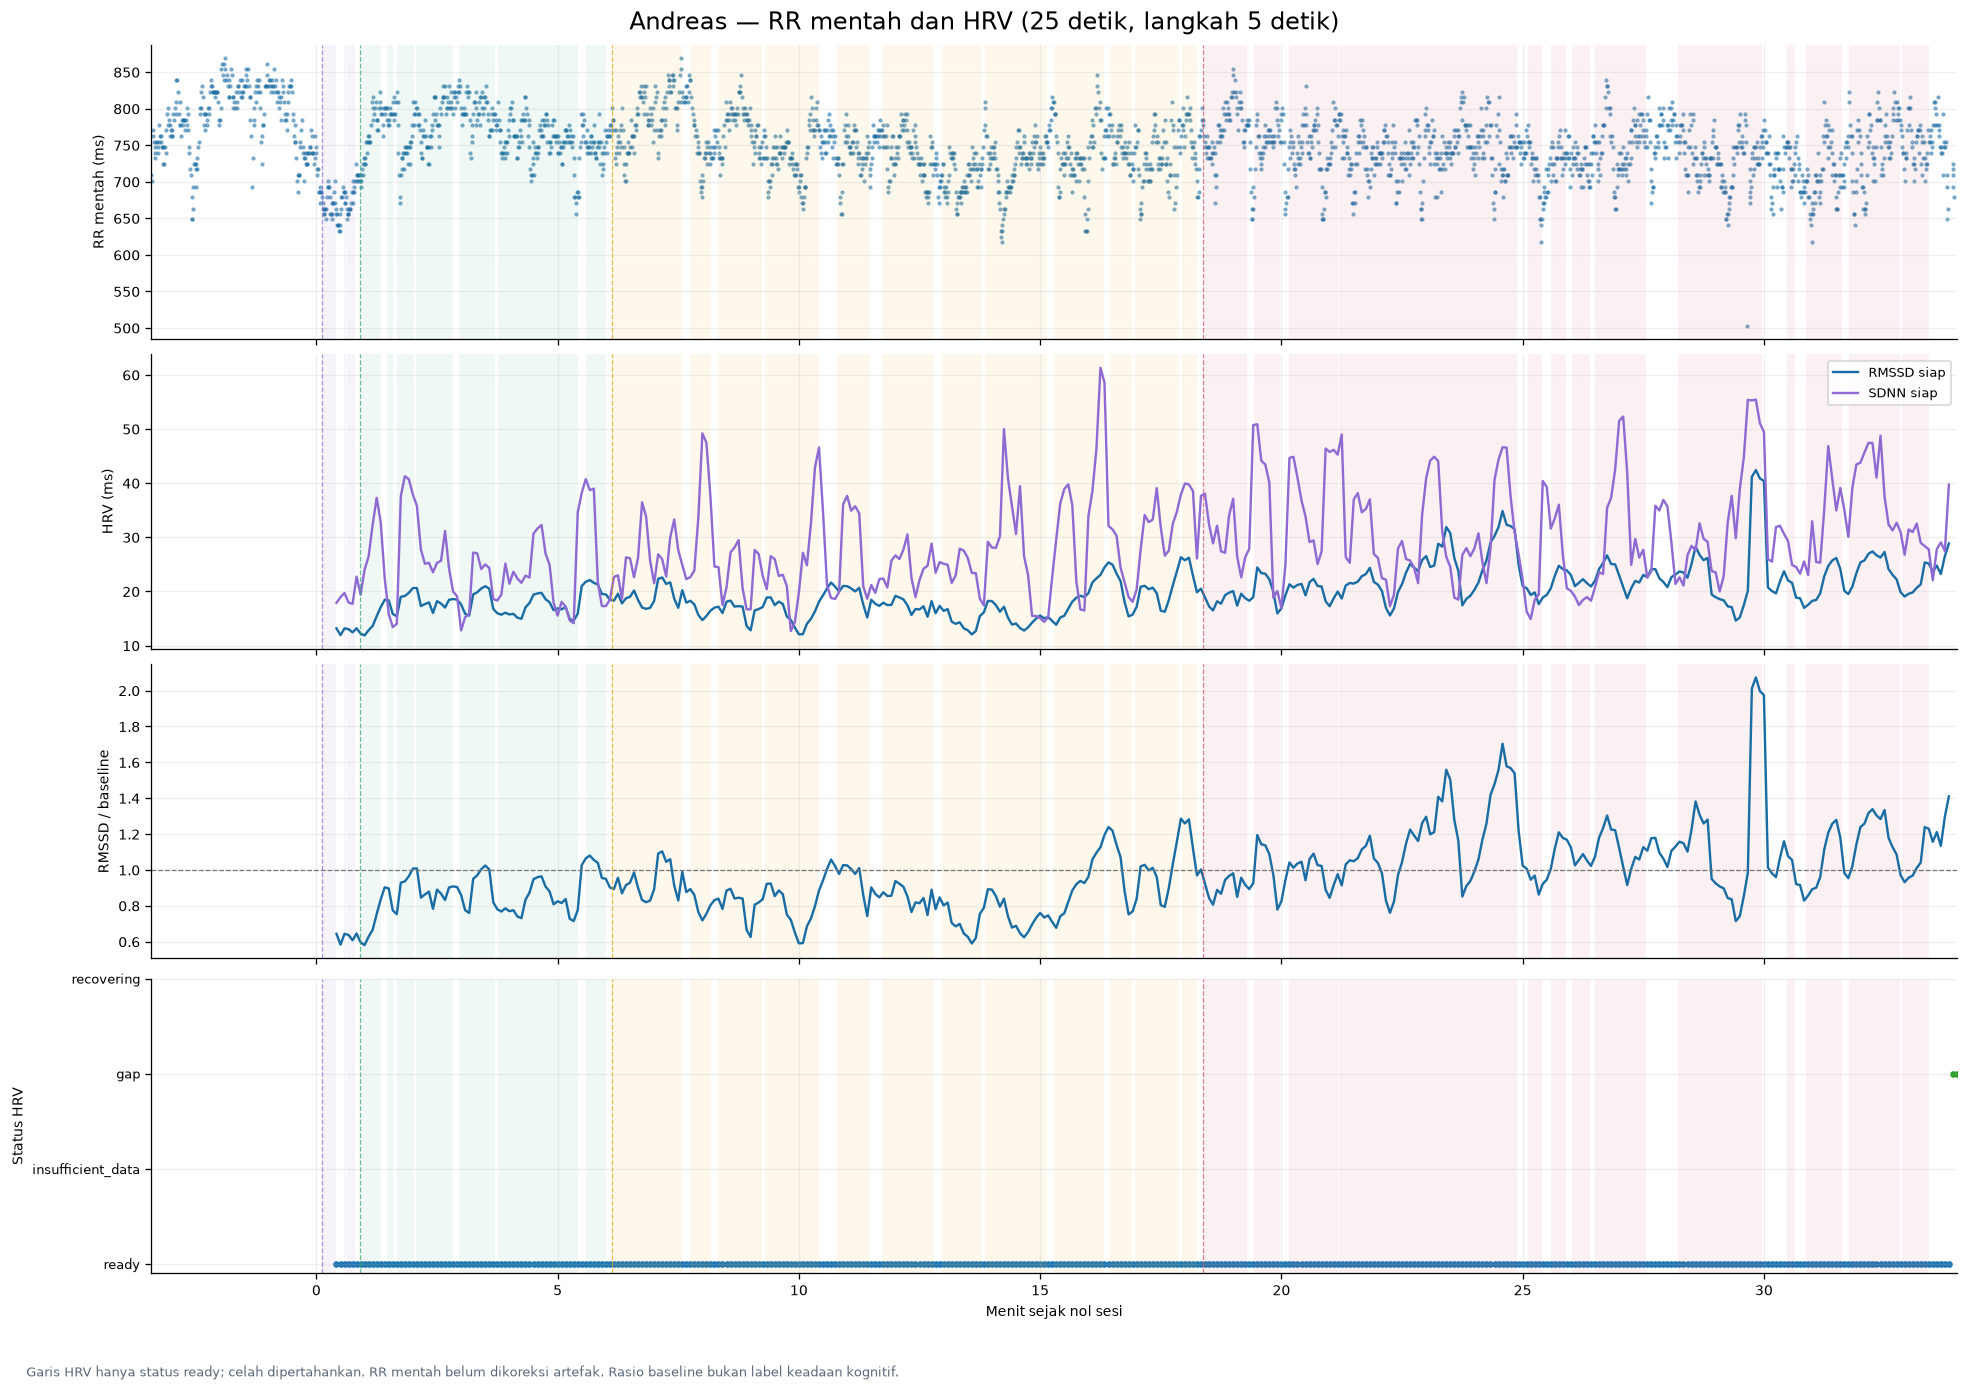 Andreas — RR mentah dan HRV (25 detik, langkah 5 detik)
RR mentah (ms)
850
800
750
700
650
600
550
500
HRV (ms)
60
50
40
30
20
10
RMSSD siap
SDNN siap
RMSSD / baseline
2.0
1.8
1.6
1.4
1.2
1.0
0.8
0.6
Status HRV
recovering
gap
insufficient_data
ready
0 5 10 15 20 25 30
Menit sejak nol sesi
Garis HRV hanya status ready; celah dipertahankan. RR mentah belum dikoreksi artefak. Rasio baseline bukan label keadaan kognitif.